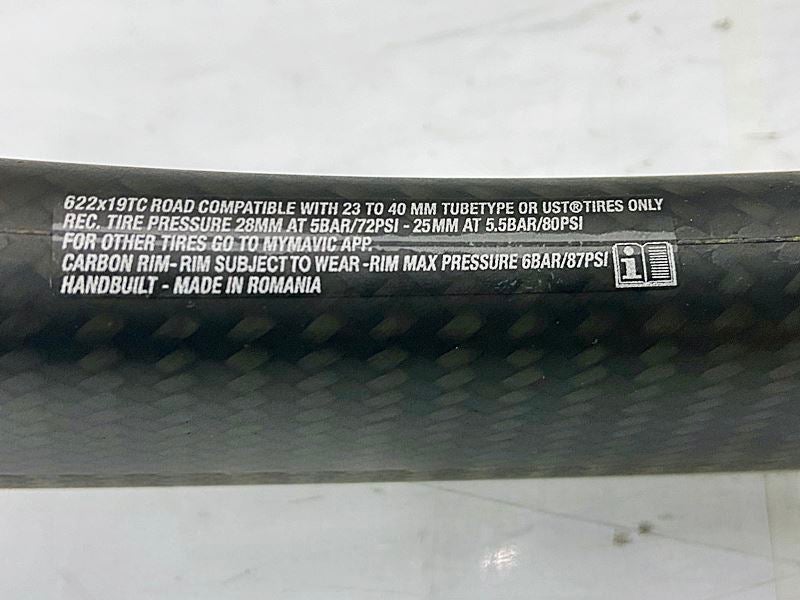 622x19TC ROAD COMPATIBLE WITH 23 TO 40 MM TUBETYPE OR UST®TIRES ONLY
REC. TIRE PRESSURE 28MM AT 5BAR/72PSI - 25MM AT 5.5BAR/80PSI
FOR OTHER TIRES GO TO MYMAVIC APP.
CARBON RIM- RIM SUBJECT TO WEAR -RIM MAX PRESSURE 6BAR/87PSI
HANDBUILT - MADE IN ROMANIA